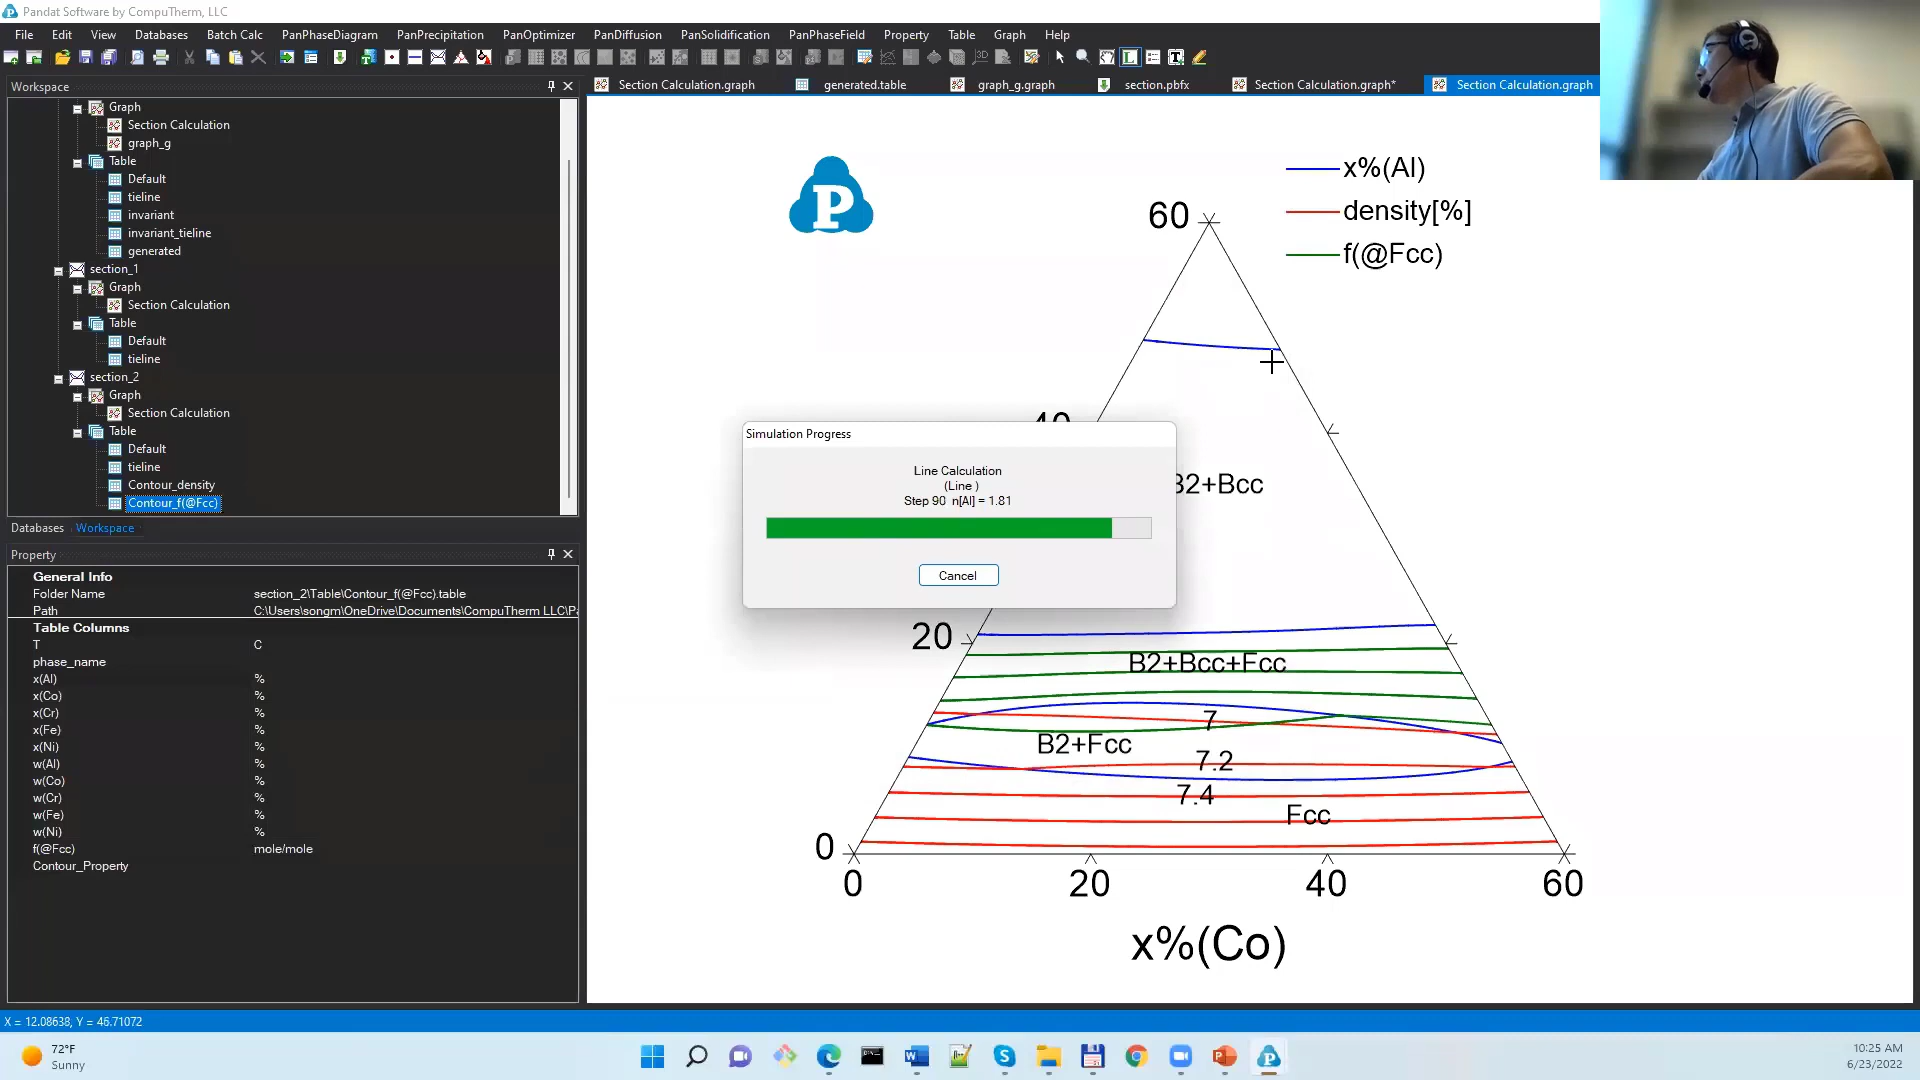 Pandat Software by CompuTherm, LLC
File Edit View Databases Batch Calc PanPhaseDiagram PanPrecipitation PanOptimizer PanDiffusion PanSolidification PanPhaseField Property Table Graph Help
Workspace
Section Calculation.graph generated.table graph_g.graph section.pbfx Section Calculation.graph* Section Calculation.graph
Graph
Section Calculation
graph_g
Table
Default
tieline
invariant
invariant_tieline
generated
section_1
Graph
Section Calculation
Table
Default
tieline
section_2
Graph
Section Calculation
Table
Default
tieline
Contour_density
Contour_f(@Fcc)
Databases Workspace
Property
General Info
Folder Name section_2\Table\Contour_f(@Fcc).table
Path C:\Users\songm\OneDrive\Documents\CompuTherm LLC\Pa
Table Columns
T C
phase_name
x(Al) %
x(Co) %
x(Cr) %
x(Fe) %
x(Ni) %
w(Al) %
w(Co) %
w(Cr) %
w(Fe) %
w(Ni) %
f(@Fcc) mole/mole
Contour_Property
P
x%(Al)
density[%]
f(@Fcc)
60
40
B2+Bcc
Simulation Progress
Line Calculation
(Line )
Step 90 n[Al] = 1.81
Cancel
20
B2+Bcc+Fcc
7
B2+Fcc
7.2
7.4
Fcc
0
0 20 40 60
x%(Co)
X = 12.08638, Y = 46.71072
72°F
Sunny
10:25 AM
6/23/2022